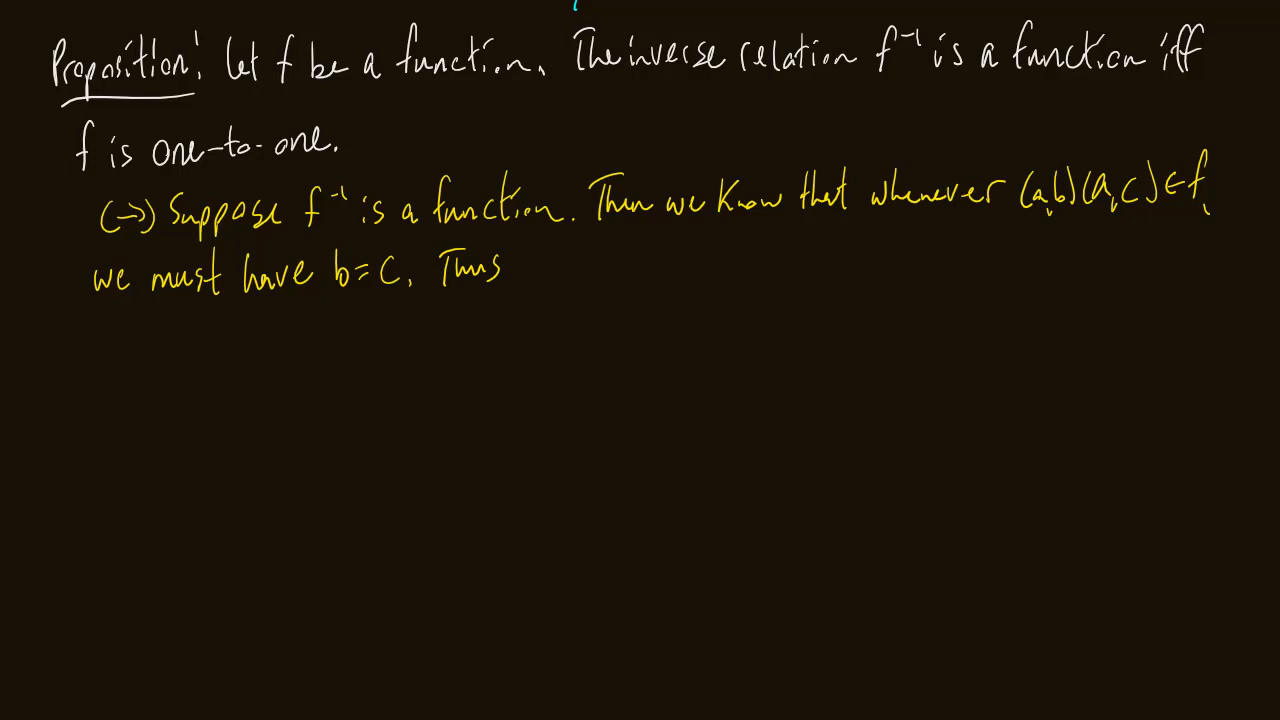 Proposition: Let f be a function. The inverse relation f⁻¹ is a function iff
f is one-to-one.
(→) Suppose f⁻¹ is a function. Then we know that whenever (a,b)(a,c)∈f,
we must have b=c. Thus